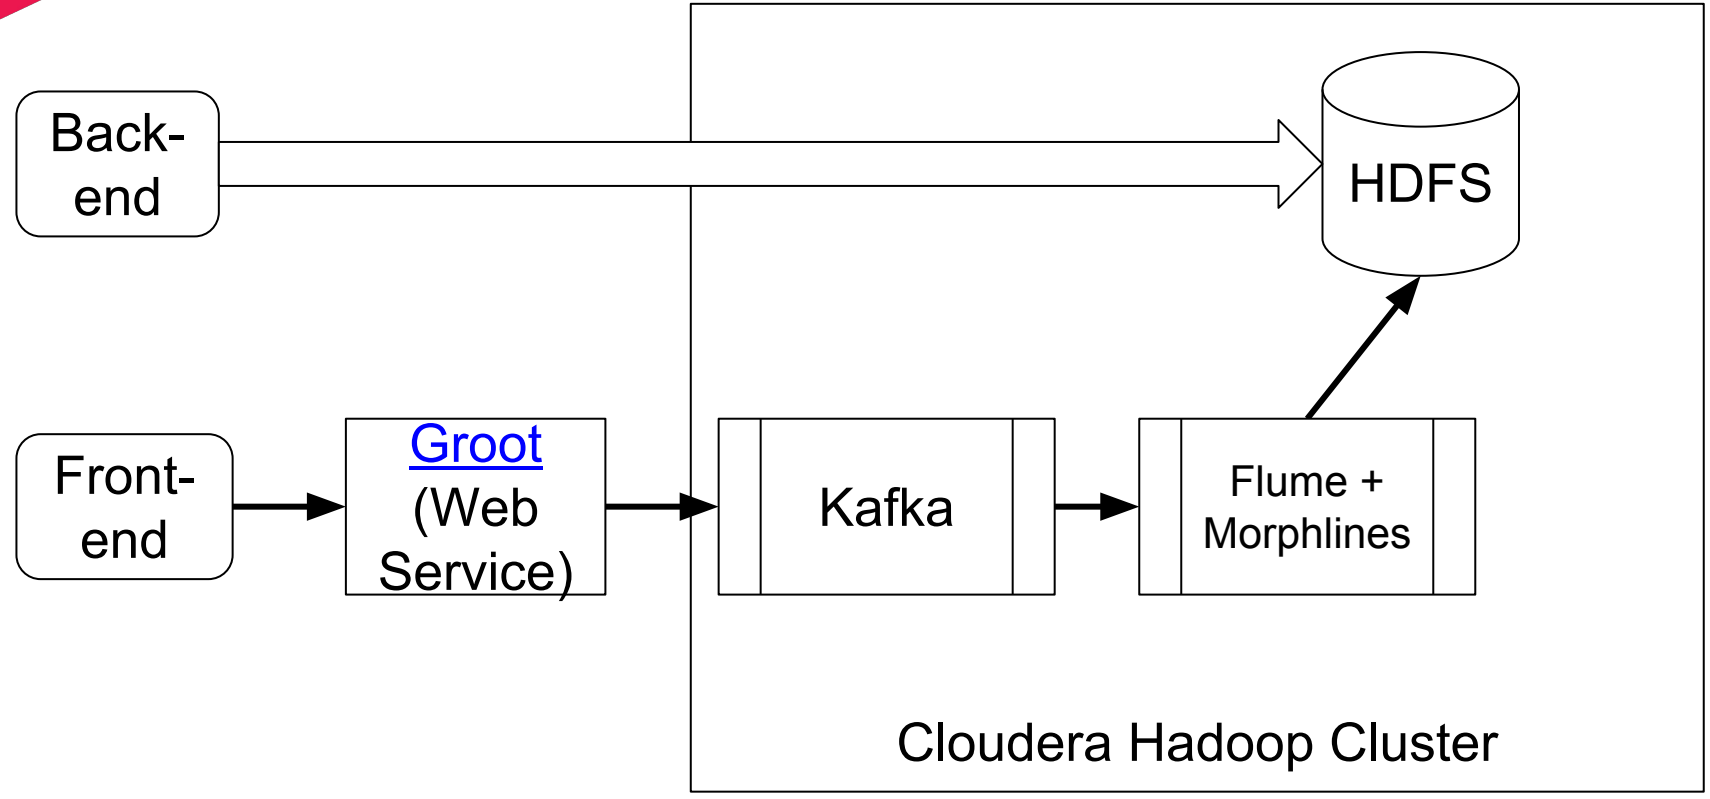 Back-
end
HDFS
Front-
end
Groot
(Web
Service)
Kafka
Flume +
Morphlines
Cloudera Hadoop Cluster